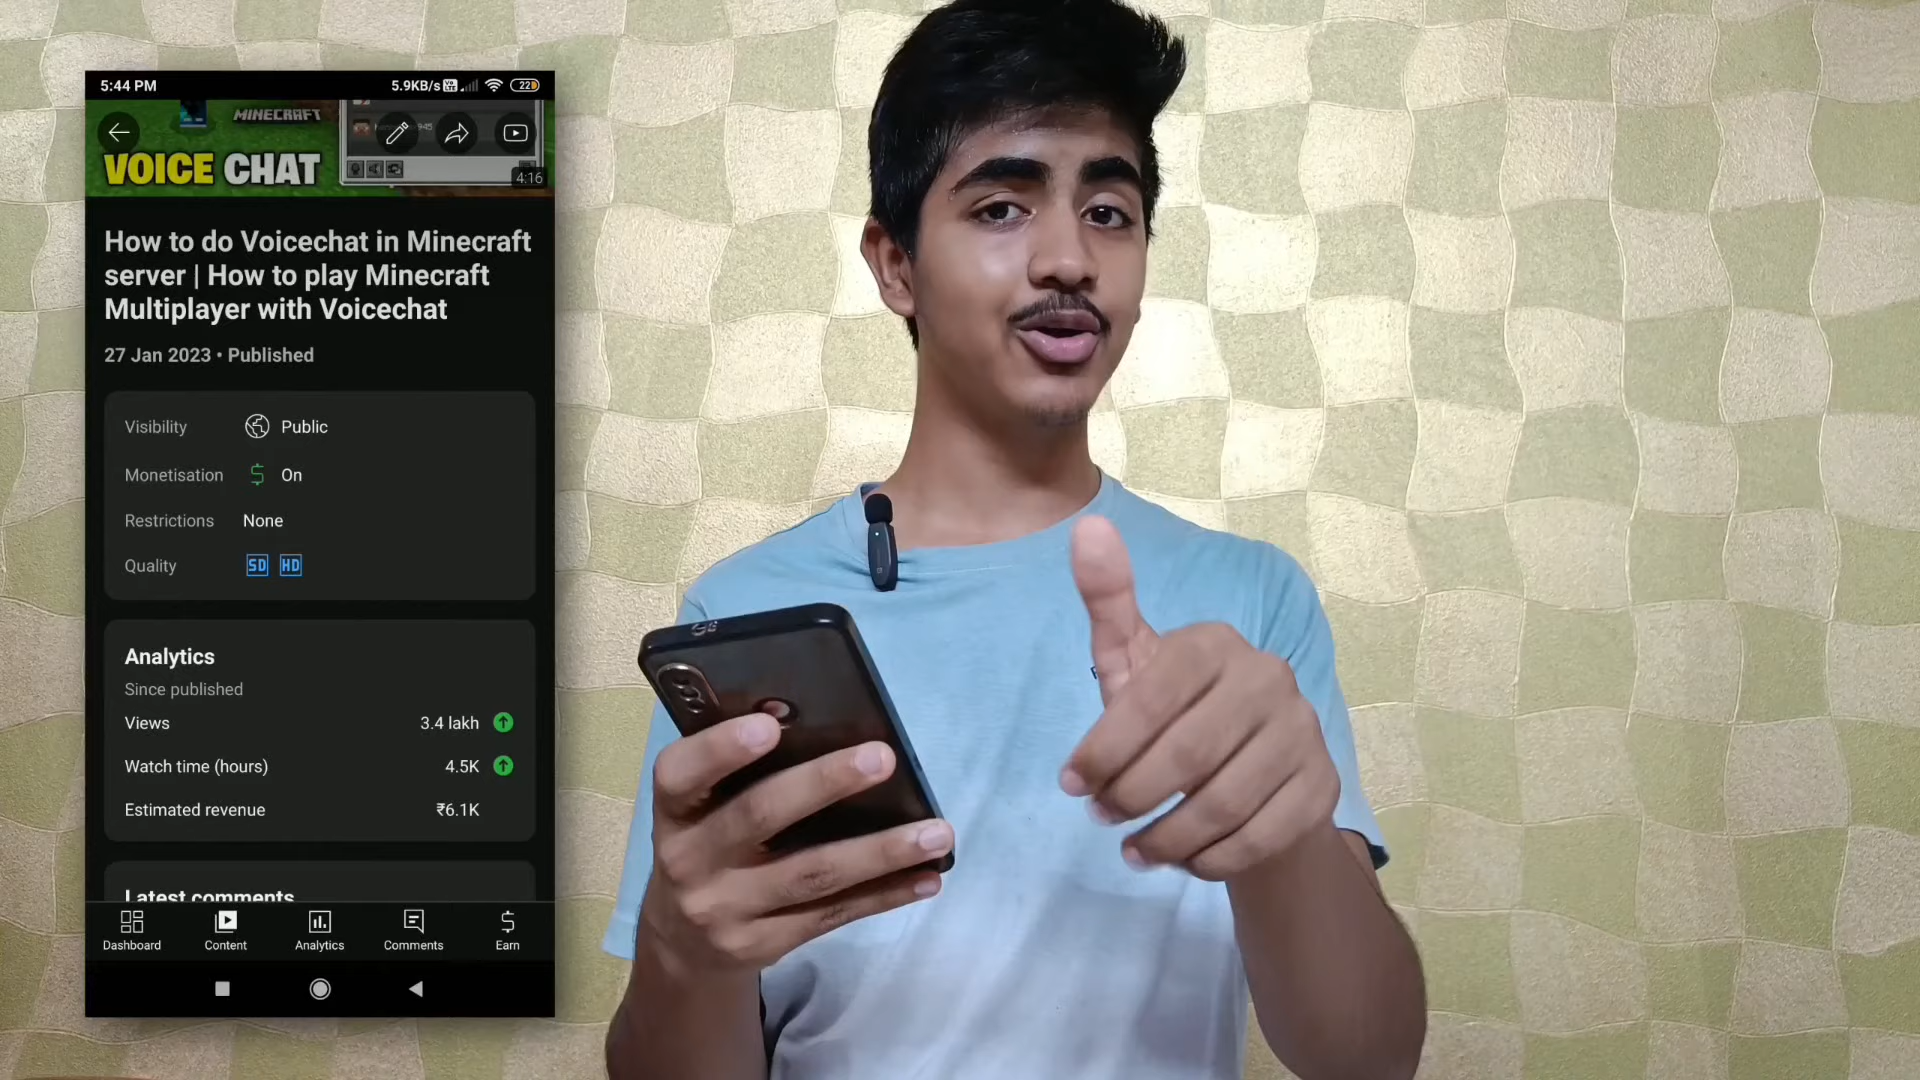 5:44 PM
5.9KB/s
22
MINECRAFT
VOICE CHAT
4:16
How to do Voicechat in Minecraft
server | How to play Minecraft
Multiplayer with Voicechat
27 Jan 2023 • Published
Visibility Public
Monetisation On
Restrictions None
Quality SD HD
Analytics
Since published
Views 3.4 lakh
Watch time (hours) 4.5K
Estimated revenue ₹6.1K
Latest comments
Dashboard Content Analytics Comments Earn